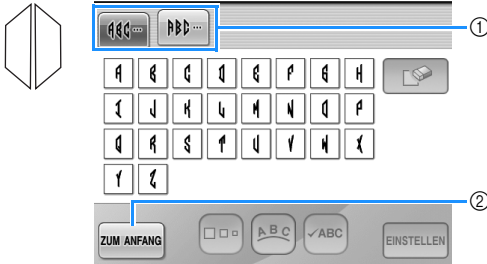 ABC... ABC...
①
A B C D E F G H
I J K L M N O P
Q R S T U V W X
Y Z
②
ZUM ANFANG
ABC
✓ABC
EINSTELLEN